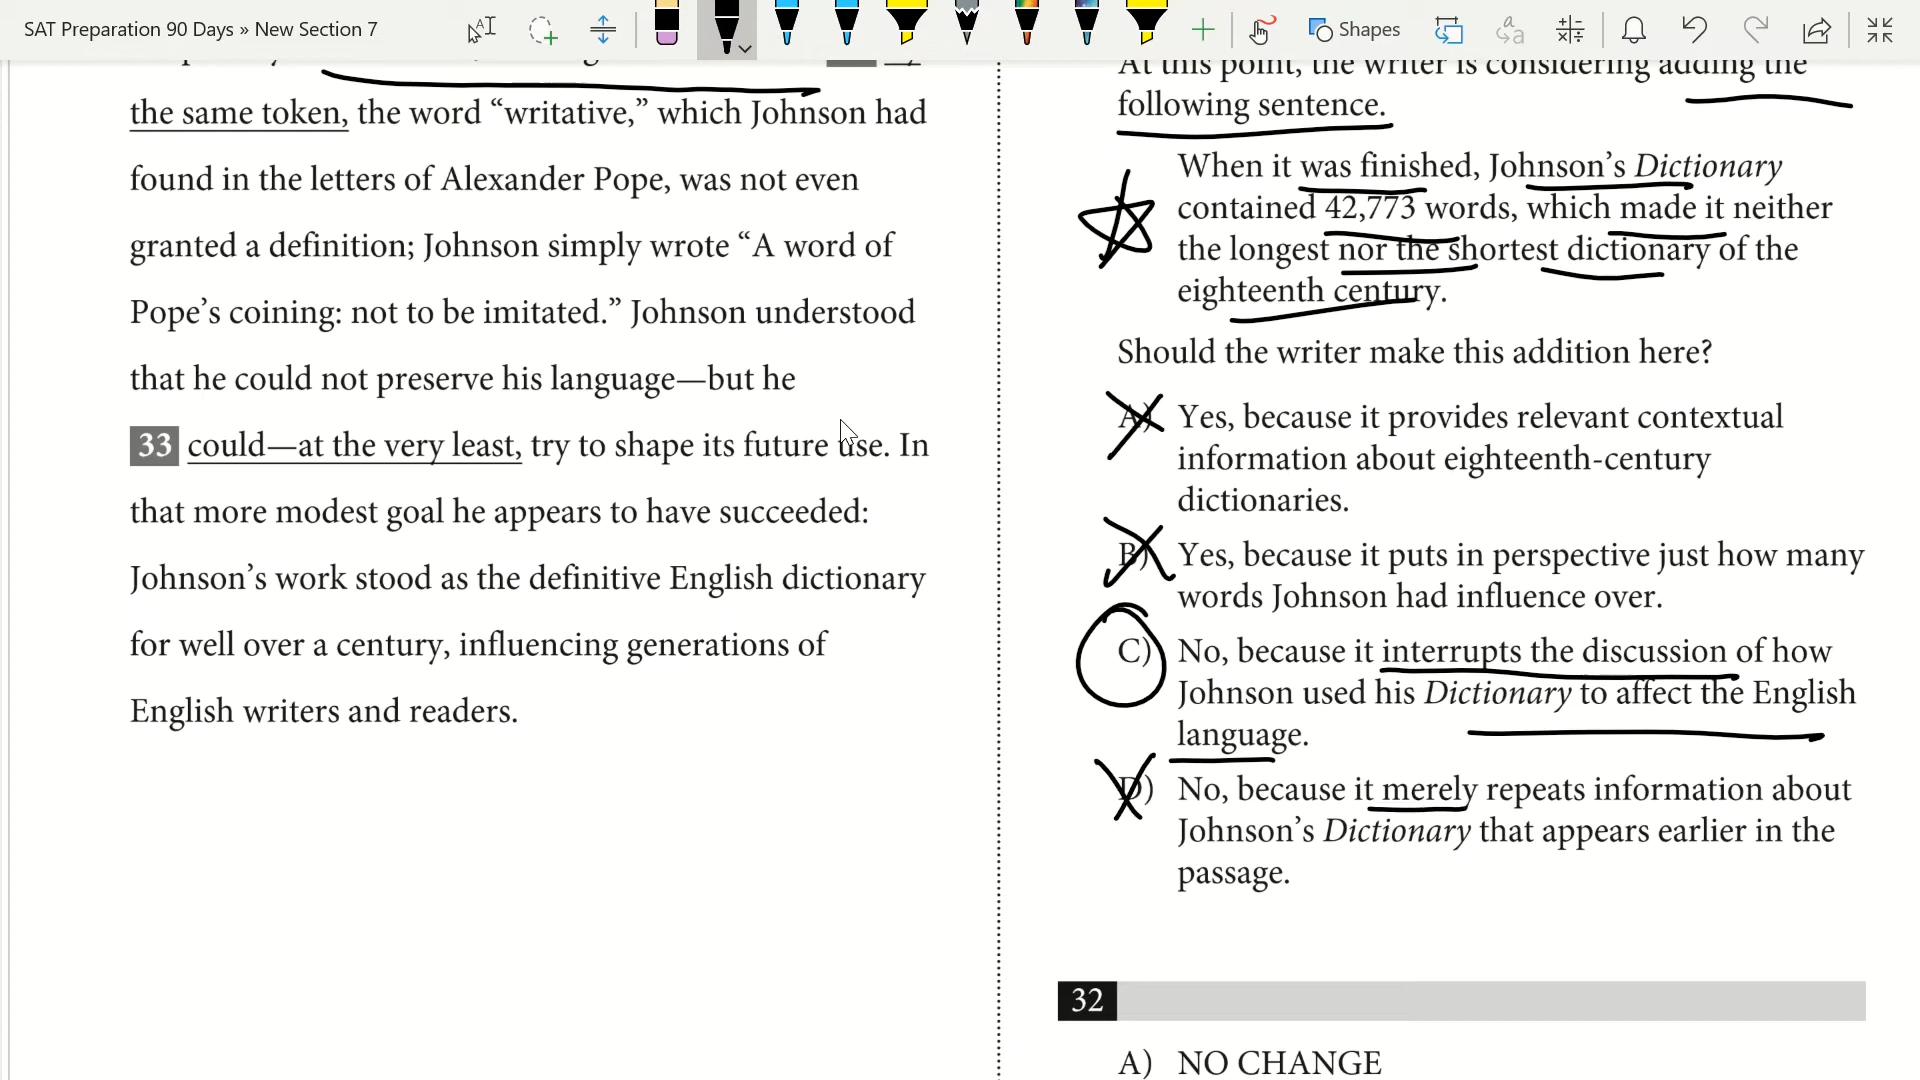 SAT Preparation 90 Days » New Section 7
Shapes
the same token, the word “writative,” which Johnson had
found in the letters of Alexander Pope, was not even
granted a definition; Johnson simply wrote “A word of
Pope’s coining: not to be imitated.” Johnson understood
that he could not preserve his language—but he
33 could—at the very least, try to shape its future use. In
that more modest goal he appears to have succeeded:
Johnson’s work stood as the definitive English dictionary
for well over a century, influencing generations of
English writers and readers.
At this point, the writer is considering adding the
following sentence.
When it was finished, Johnson’s Dictionary
contained 42,773 words, which made it neither
the longest nor the shortest dictionary of the
eighteenth century.
Should the writer make this addition here?
A) Yes, because it provides relevant contextual
information about eighteenth-century
dictionaries.
B) Yes, because it puts in perspective just how many
words Johnson had influence over.
C) No, because it interrupts the discussion of how
Johnson used his Dictionary to affect the English
language.
D) No, because it merely repeats information about
Johnson’s Dictionary that appears earlier in the
passage.
32
A) NO CHANGE